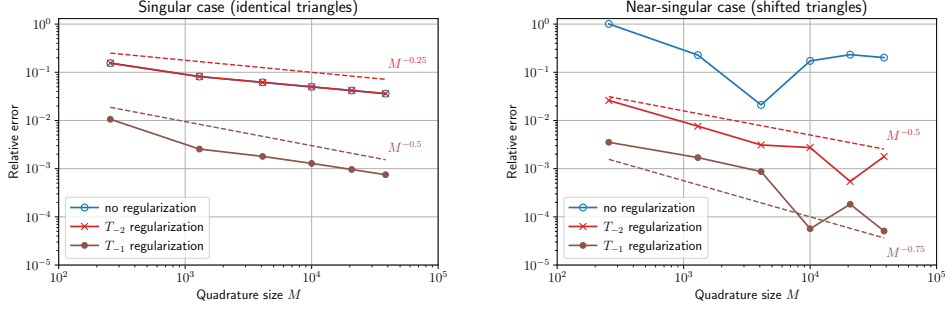 Singular case (identical triangles)
10^0
10^{-1}
10^{-2}
10^{-3}
10^{-4}
10^{-5}
Relative error
M^{-0.25}
M^{-0.5}
no regularization
T_{-2} regularization
T_{-1} regularization
10^2
10^3
10^4
10^5
Quadrature size M
Near-singular case (shifted triangles)
10^0
10^{-1}
10^{-2}
10^{-3}
10^{-4}
10^{-5}
Relative error
M^{-0.5}
M^{-0.75}
no regularization
T_{-2} regularization
T_{-1} regularization
10^2
10^3
10^4
10^5
Quadrature size M